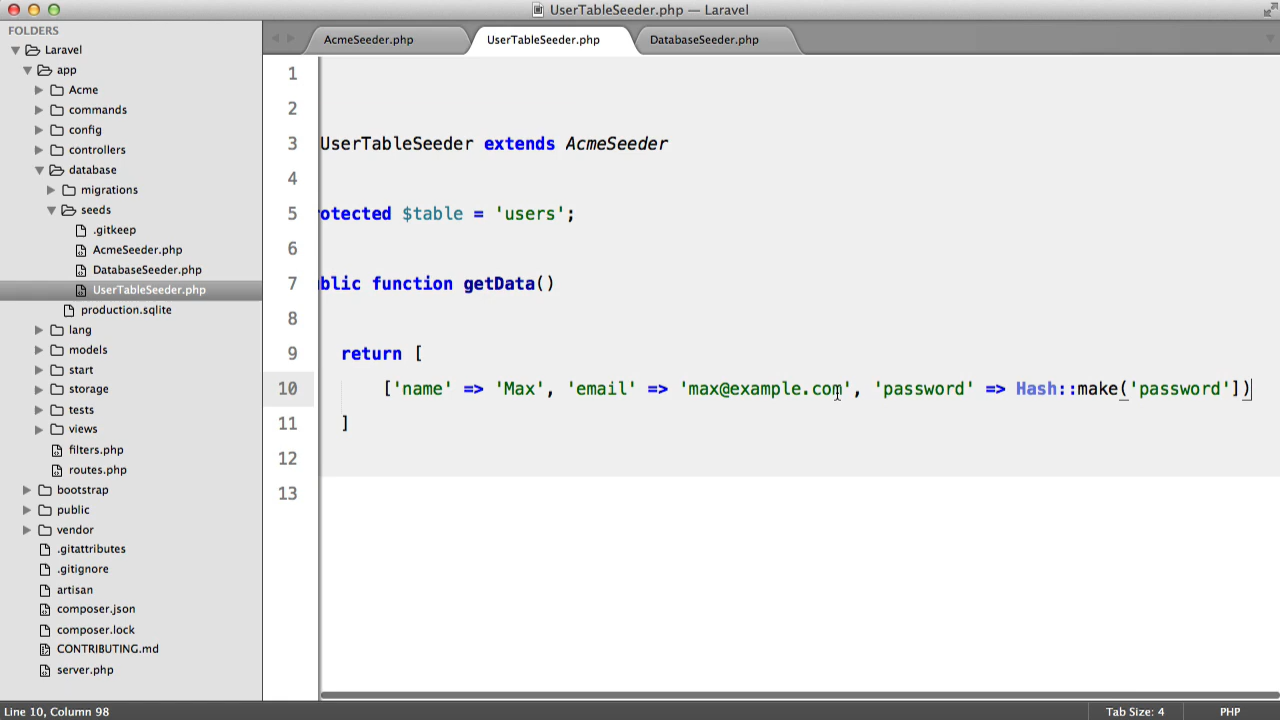 UserTableSeeder.php — Laravel
FOLDERS
Laravel
app
Acme
commands
config
controllers
database
migrations
seeds
.gitkeep
AcmeSeeder.php
DatabaseSeeder.php
UserTableSeeder.php
production.sqlite
lang
models
start
storage
tests
views
filters.php
routes.php
bootstrap
public
vendor
.gitattributes
.gitignore
artisan
composer.json
composer.lock
CONTRIBUTING.md
server.php
AcmeSeeder.php
UserTableSeeder.php
DatabaseSeeder.php
1
2
3 UserTableSeeder extends AcmeSeeder
4
5 otected $table = 'users';
6
7 blic function getData()
8
9 return [
10 ['name' => 'Max', 'email' => 'max@example.com', 'password' => Hash::make('password'])
11 ]
12
13
Line 10, Column 98
Tab Size: 4
PHP